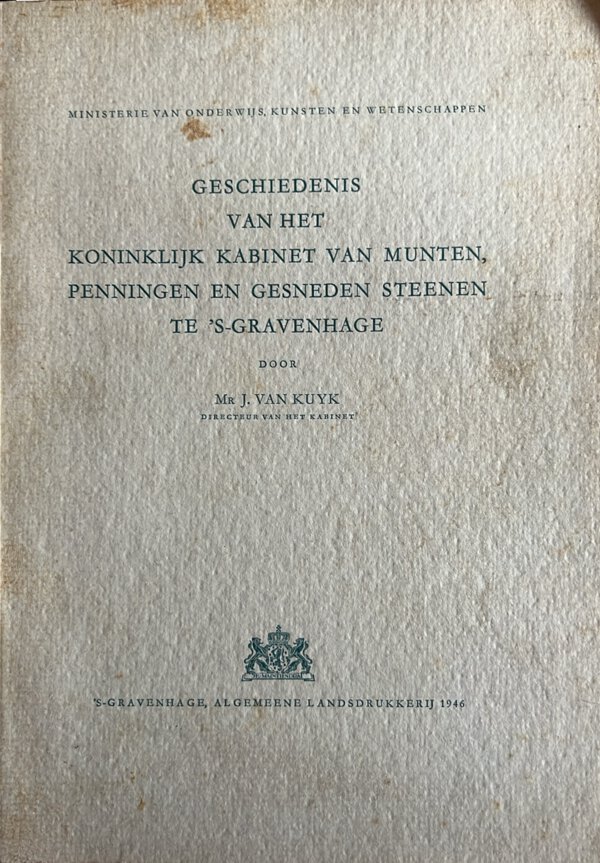 MINISTERIE VAN ONDERWIJS, KUNSTEN EN WETENSCHAPPEN
GESCHIEDENIS
VAN HET
KONINKLIJK KABINET VAN MUNTEN,
PENNINGEN EN GESNEDEN STEENEN
TE 'S-GRAVENHAGE
DOOR
MR J. VAN KUYK
DIRECTEUR VAN HET KABINET
'S-GRAVENHAGE, ALGEMEENE LANDSDRUKKERIJ 1946